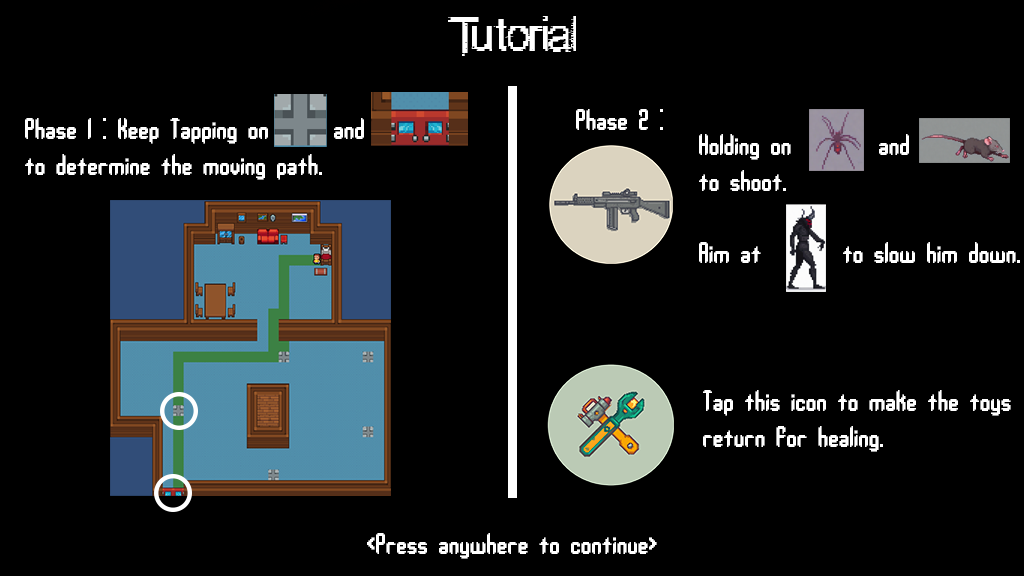 Tutorial
Phase 1 : Keep Tapping on and
to determine the moving path.
Phase 2 :
Holding on and
to shoot.
Aim at to slow him down.
Tap this icon to make the toys
return for healing.
<Press anywhere to continue>